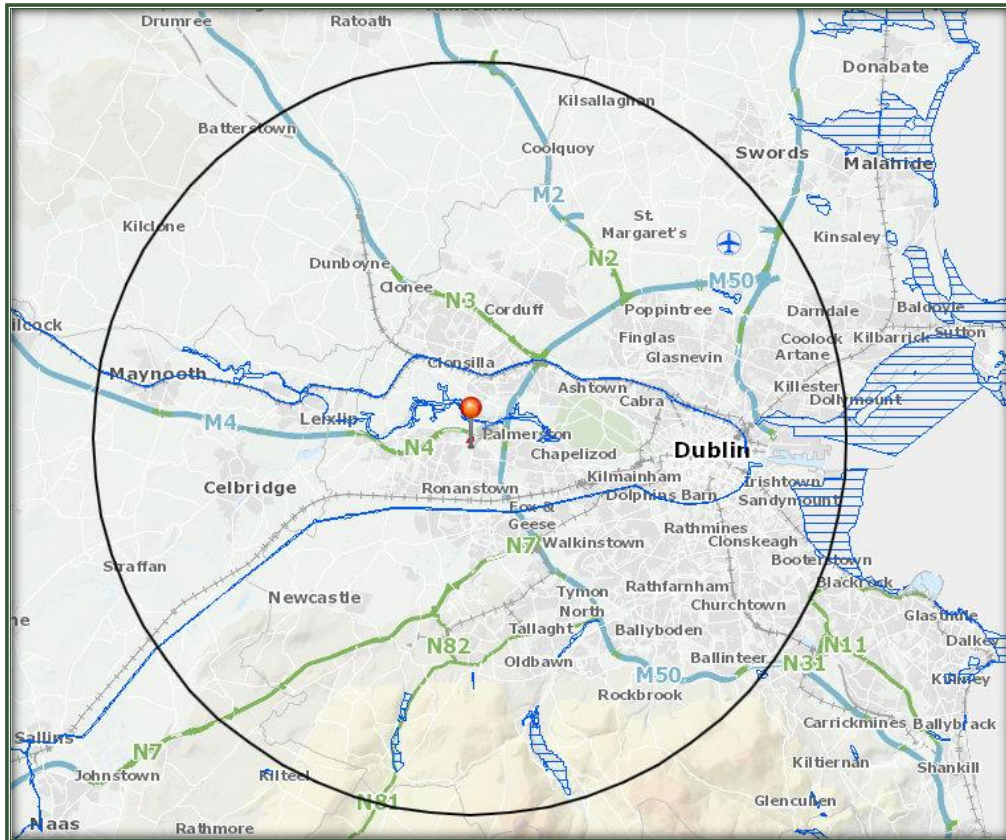 Drumree
Ratoath
Donabate
Kilsallaghan
Batterstown
Coolquoy
Swords
Malahide
M2
Kilclone
St.
Margaret's
Kinsaley
Dunboyne
N2
Clonee
M50
N3
Corduff
Poppintree
Darndale
Baldoyle
Finglas
Coolock
Kilbarrick
Sutton
Glasnevin
Artane
Clonsilla
Maynooth
Ashtown
Killester
Cabra
Dollymount
M4
Leixlip
N4
Palmerston
Chapelizod
Dublin
Kilmainham
Celbridge
Ronanstown
Dolphins Barn
Irishtown
Sandymount
Fox &
Geese
Rathmines
Walkinstown
Clonskeagh
N7
Booterstown
Straffan
Blackrock
Rathfarnham
Newcastle
Tymon
North
Churchtown
Glasthule
Tallaght
Ballyboden
Dalkey
N82
N11
Oldbawn
Ballinteer
N31
M50
Killiney
Rockbrook
Carrickmines
Ballybrack
Sallins
N7
Kiltiernan
Johnstown
Kilteel
Shankill
N81
Glencullen
Naas
Rathmore